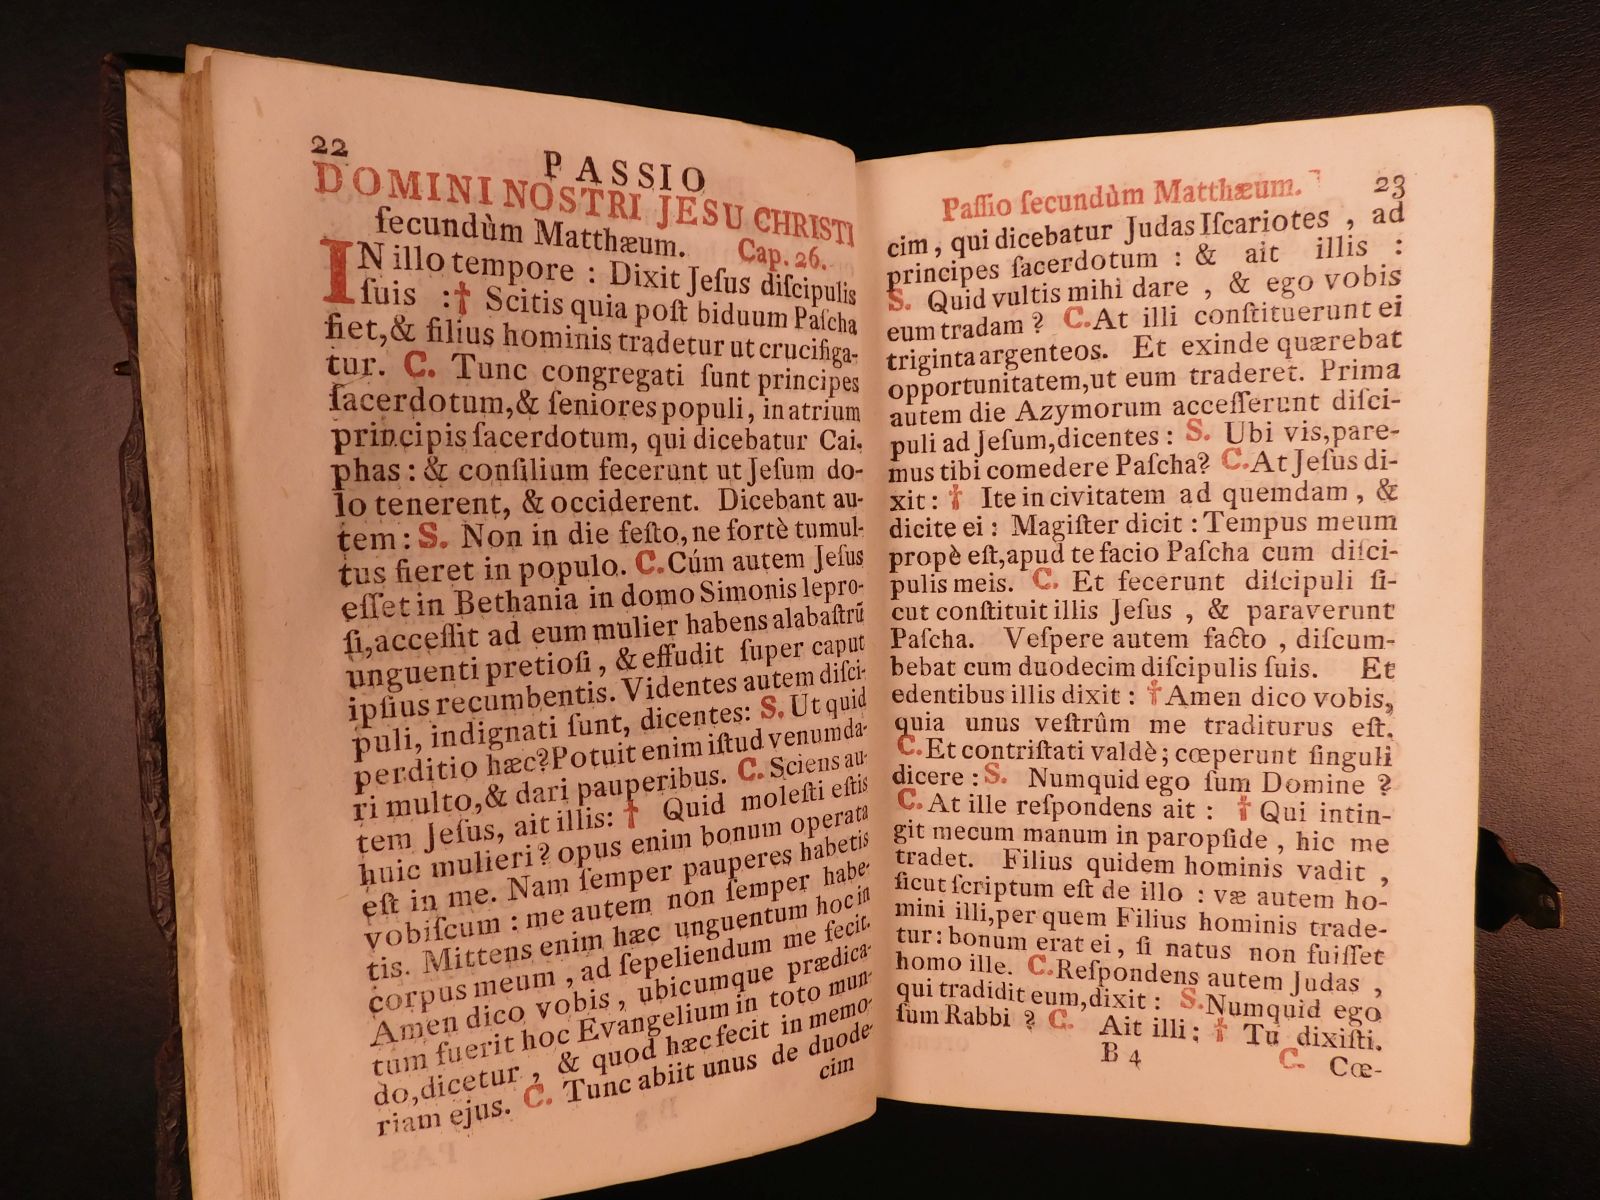 22
PASSIO
DOMINI NOSTRI JESU CHRISTI
ſecundùm Matthæum. Cap. 26.
IN illo tempore : Dixit Jeſus diſcipulis
ſuis : † Scitis quia poſt biduum Paſcha
fiet, & filius hominis tradetur ut crucifiga-
tur. C. Tunc congregati ſunt principes
ſacerdotum, & ſeniores populi, in atrium
principis ſacerdotum, qui dicebatur Cai-
phas : & conſilium fecerunt ut Jeſum do-
lo tenerent, & occiderent. Dicebant au-
tem : S. Non in die feſto, ne fortè tumul-
tus fieret in populo. C. Cúm autem Jeſus
eſſet in Bethania in domo Simonis lepro-
ſi, acceſſit ad eum mulier habens alabaſtrū
unguenti pretioſi, & effudit ſuper caput
ipſius recumbentis. Videntes autem diſci-
puli, indignati ſunt, dicentes: S. Ut quid
perditio hæc? Potuit enim iſtud venumda-
ri multo, & dari pauperibus. C. Sciens au-
tem Jeſus, ait illis: † Quid moleſti eſtis
huic mulieri? opus enim bonum operata
eſt in me. Nam ſemper pauperes habetis
vobiſcum : me autem non ſemper habe-
tis. Mittens enim hæc unguentum hoc in
corpus meum, ad ſepeliendum me fecit.
Amen dico vobis, ubicumque prædica-
tum fuerit hoc Evangelium in toto mun-
do, dicetur, & quod hæc fecit in memo-
riam ejus. C. Tunc abiit unus de duode-
cim
Paſſio ſecundùm Matthæum. 23
cim, qui dicebatur Judas Iſcariotes, ad
principes ſacerdotum : & ait illis :
S. Quid vultis mihi dare, & ego vobis
eum tradam ? C. At illi conſtituerunt ei
triginta argenteos. Et exinde quærebat
opportunitatem, ut eum traderet. Prima
autem die Azymorum acceſſerunt diſci-
puli ad Jeſum, dicentes : S. Ubi vis, pare-
mus tibi comedere Paſcha? C. At Jeſus di-
xit : † Ite in civitatem ad quemdam, &
dicite ei : Magiſter dicit : Tempus meum
propè eſt, apud te facio Paſcha cum diſci-
pulis meis. C. Et fecerunt diſcipuli ſi-
cut conſtituit illis Jeſus, & paraverunt
Paſcha. Veſpere autem facto, diſcum-
bebat cum duodecim diſcipulis ſuis. Et
edentibus illis dixit : † Amen dico vobis,
quia unus veſtrûm me traditurus eſt.
C. Et contriſtati valdè; cœperunt ſinguli
dicere : S. Numquid ego ſum Domine ?
C. At ille reſpondens ait : † Qui intin-
git mecum manum in paropſide, hic me
tradet. Filius quidem hominis vadit,
ſicut ſcriptum eſt de illo : væ autem ho-
mini illi, per quem Filius hominis trade-
tur : bonum erat ei, ſi natus non fuiſſet
homo ille. C. Reſpondens autem Judas,
qui tradidit eum, dixit : S. Numquid ego
ſum Rabbi ? C. Ait illi : † Tu dixiſti.
B 4 C. Cœ-